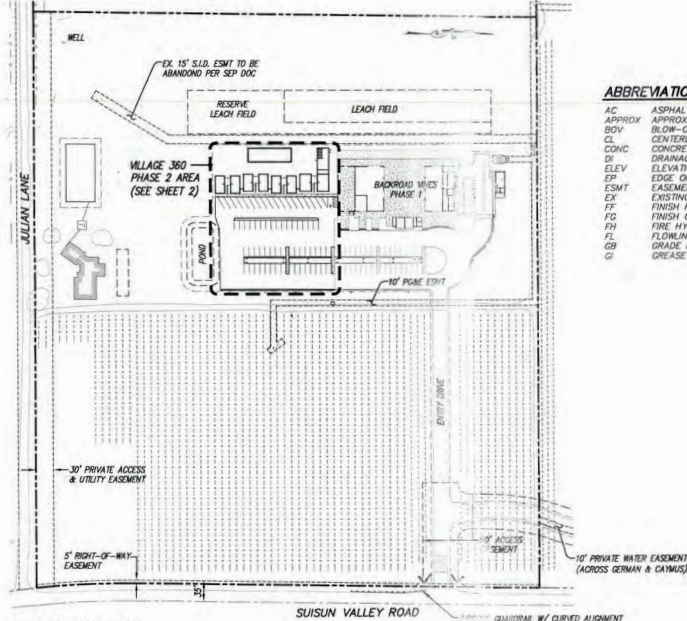 WELL
EX. 15' S.I.D. ESMT TO BE
ABANDOND PER SEP DOC
RESERVE
LEACH FIELD
LEACH FIELD
VILLAGE 360
PHASE 2 AREA
(SEE SHEET 2)
BACKROAD VINES
PHASE 1
JULIAN LANE
POND
10' PG&E ESMT
ENTRY DRIVE
30' PRIVATE ACCESS
& UTILITY EASEMENT
5' RIGHT-OF-WAY
EASEMENT
35'
ACCESS
10' PRIVATE WATER EASEMENT
(ACROSS GERMAN & CAYMUS)
SUISUN VALLEY ROAD
GUARDRAIL W/ CURVED ALIGNMENT
ABBREVIATIO
AC ASPHAL
APPROX APPROX
BOV BLOW-O
CL CENTER
CONC CONCRE
DI DRAINAG
ELEV ELEVATI
EP EDGE O
ESMT EASEME
EX EXISTING
FF FINISH
FG FINISH
FH FIRE HY
FL FLOWLIN
GB GRADE
GI GREASE